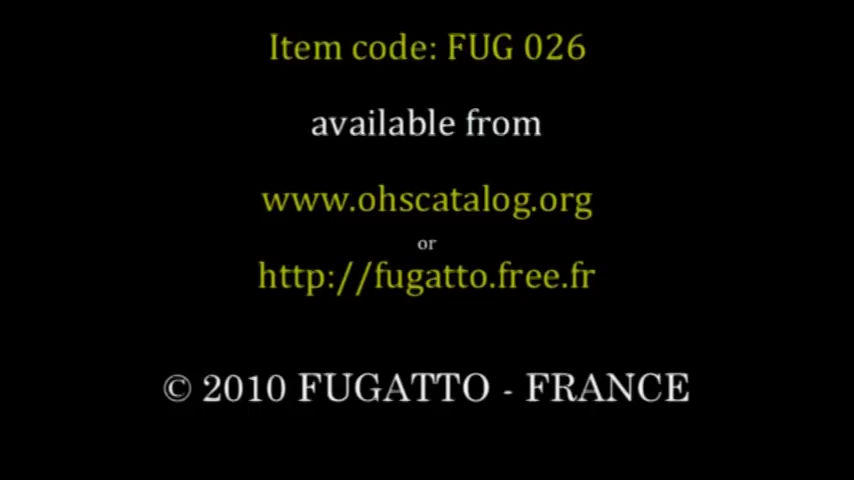 Item code: FUG 026
available from
www.ohscatalog.org
or
http://fugatto.free.fr
© 2010 FUGATTO - FRANCE